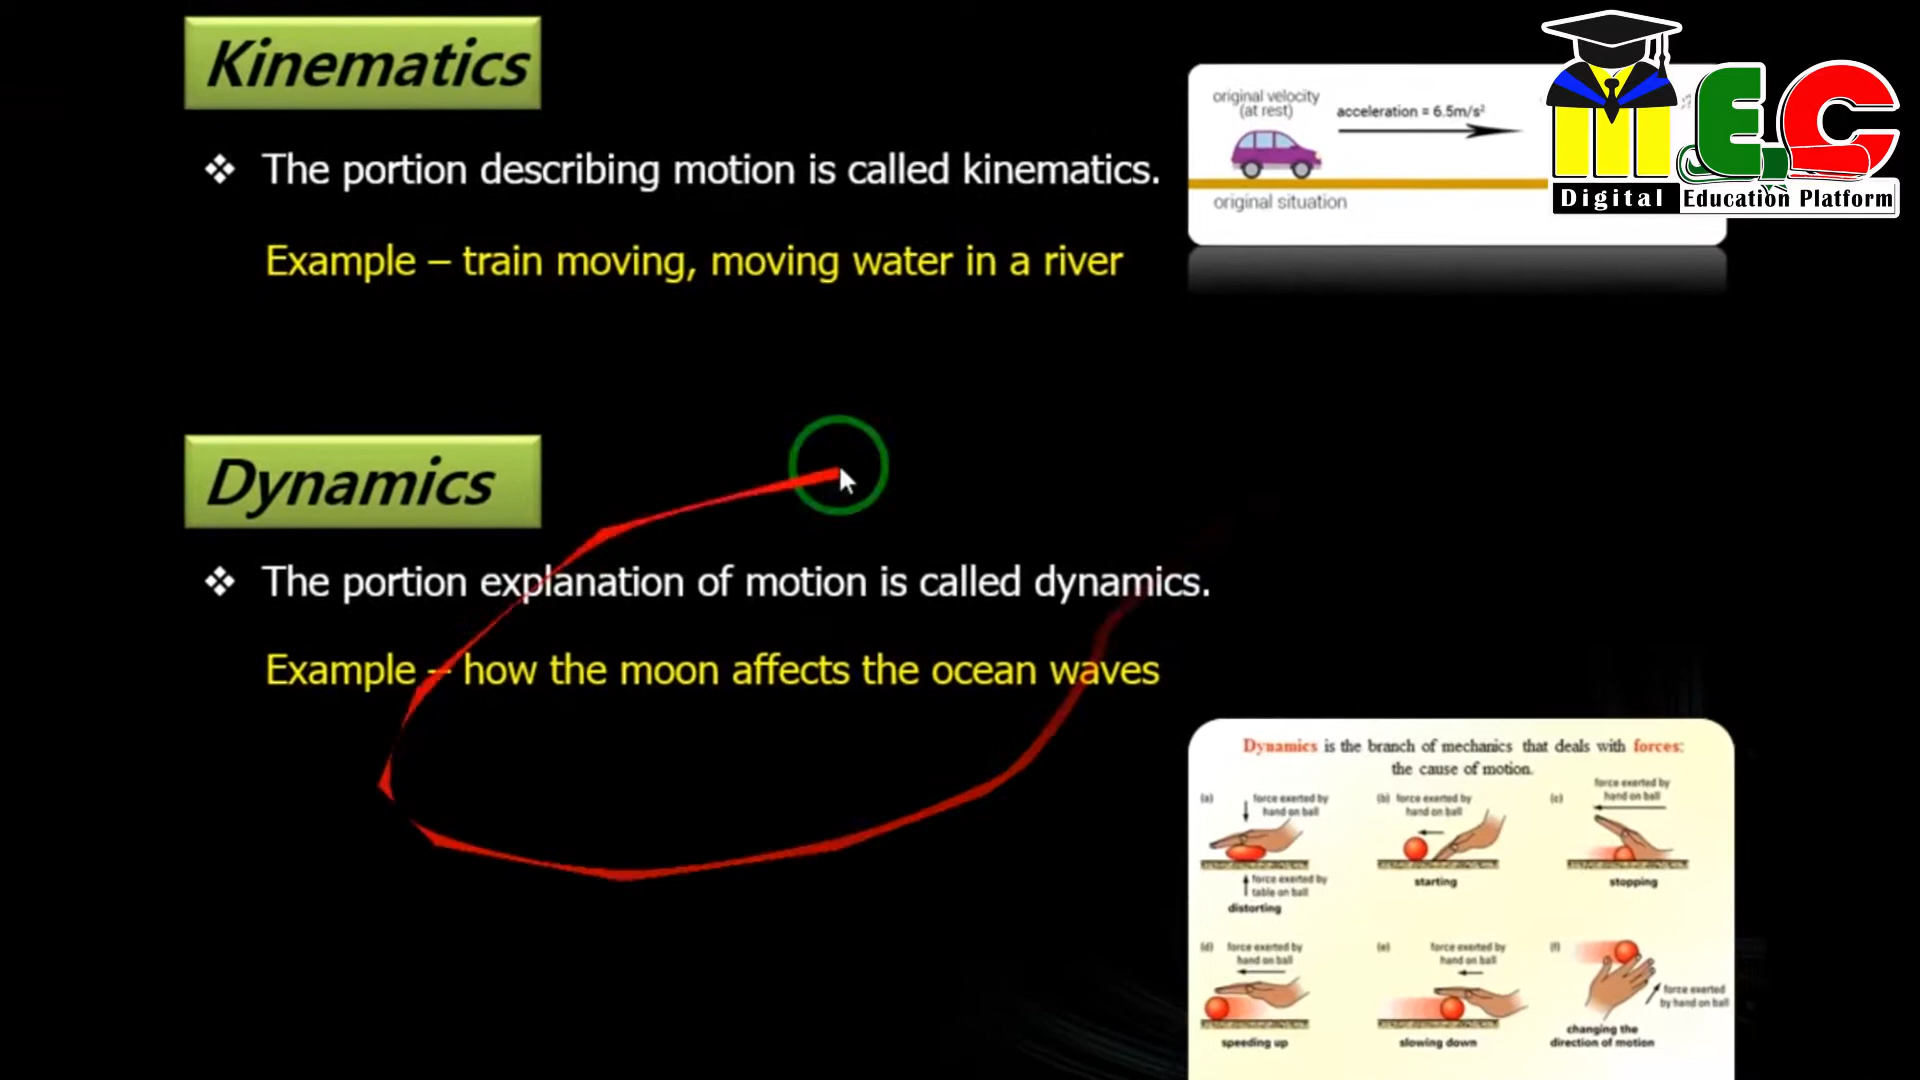 Kinematics
❖ The portion describing motion is called kinematics.
Example – train moving, moving water in a river
original velocity
(at rest)
acceleration = 6.5m/s²
original situation
MEC
Digital Education Platform
Dynamics
❖ The portion explanation of motion is called dynamics.
Example – how the moon affects the ocean waves
Dynamics is the branch of mechanics that deals with forces:
the cause of motion.
(a) force exerted by
hand on ball
force exerted by
table on ball
distorting
(b) force exerted by
hand on ball
starting
(c) force exerted by
hand on ball
stopping
(d) force exerted by
hand on ball
speeding up
(e) force exerted by
hand on ball
slowing down
(f) force exerted
by hand on ball
changing the
direction of motion